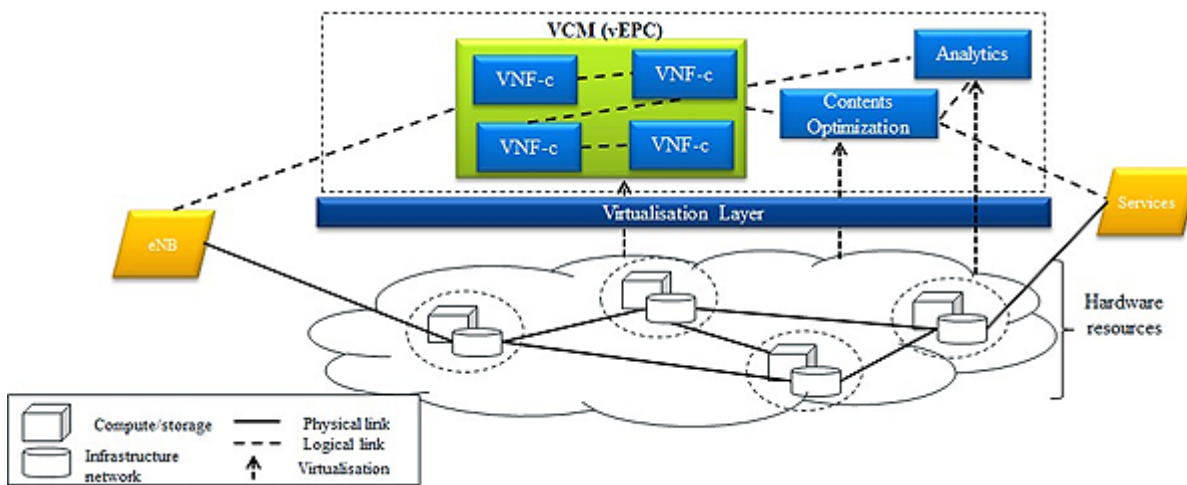 VCM (vEPC)
VNF-c
VNF-c
VNF-c
VNF-c
Analytics
Contents
Optimization
Virtualisation Layer
eNB
Services
Hardware
resources
Compute/storage
Infrastructure
network
Physical link
Logical link
Virtualisation